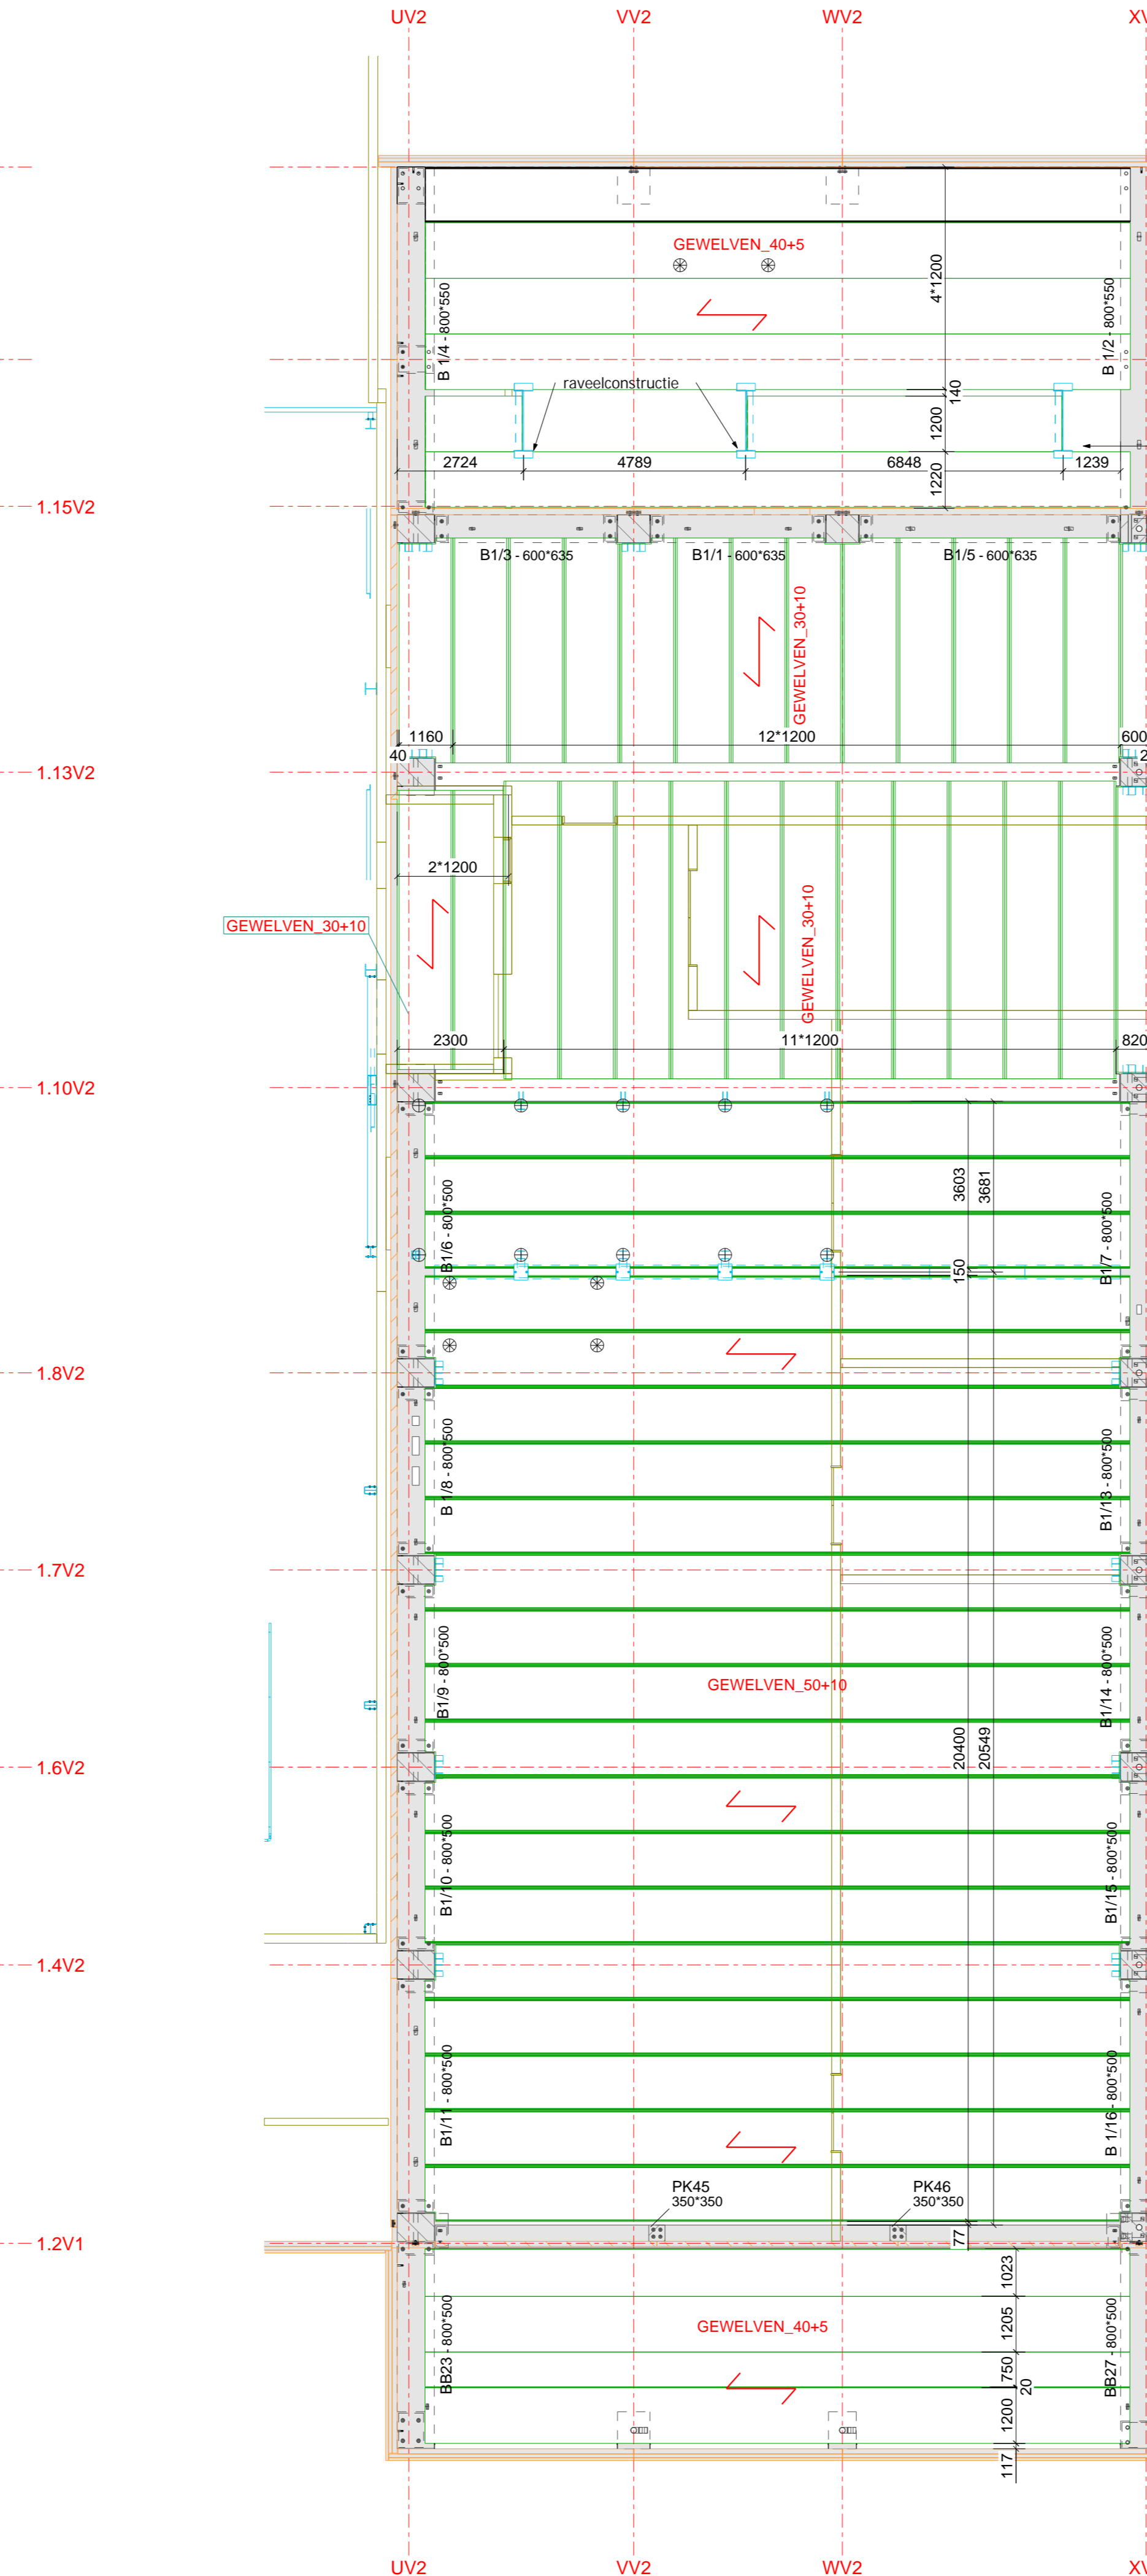 UV2
VV2
WV2
XV
GEWELVEN_40+5
4*1200
B 1/4 - 800*550
B 1/2 - 800*550
raveelconstructie
140
1200
2724
4789
6848
1239
1220
1.15V2
B1/3 - 600*635
B1/1 - 600*635
B1/5 - 600*635
GEWELVEN_30+10
1160
12*1200
600
40
2
1.13V2
2*1200
GEWELVEN_30+10
GEWELVEN_30+10
2300
11*1200
820
1.10V2
3603
3681
B1/6 - 800*500
B1/7 - 800*500
150
1.8V2
B 1/8 - 800*500
B1/13 - 800*500
1.7V2
B1/9 - 800*500
B1/14 - 800*500
GEWELVEN_50+10
20400
20549
1.6V2
B1/10 - 800*500
B1/15 - 800*500
1.4V2
B1/11 - 800*500
B 1/16 - 800*500
PK45
350*350
PK46
350*350
77
1.2V1
1023
1205
BB23 - 800*500
BB27 - 800*500
GEWELVEN_40+5
750
20
1200
117
UV2
VV2
WV2
XV